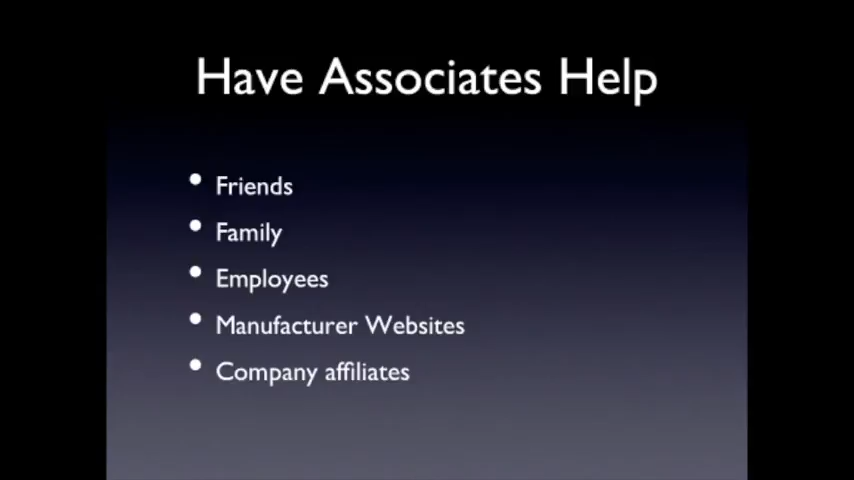 Have Associates Help
• Friends
• Family
• Employees
• Manufacturer Websites
• Company affiliates